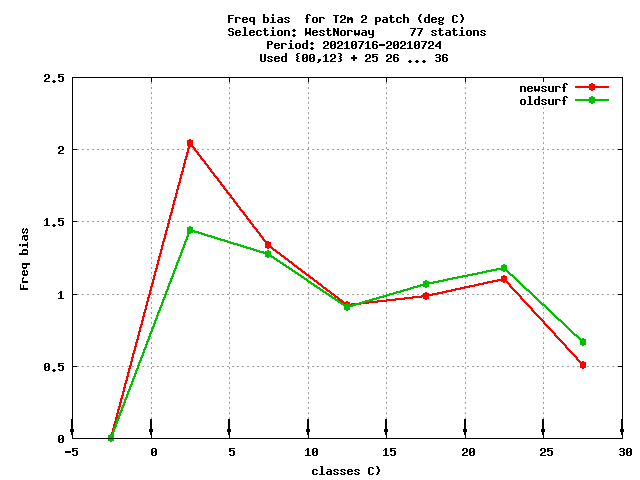 Freq bias  for T2m 2 patch (deg C)
Selection: WestNorway     77 stations
Period: 20210716-20210724
Used {00,12} + 25 26 ... 36
newsurf
oldsurf
2.5
2
1.5
1
0.5
0
Freq bias
-5 0 5 10 15 20 25 30
classes C)